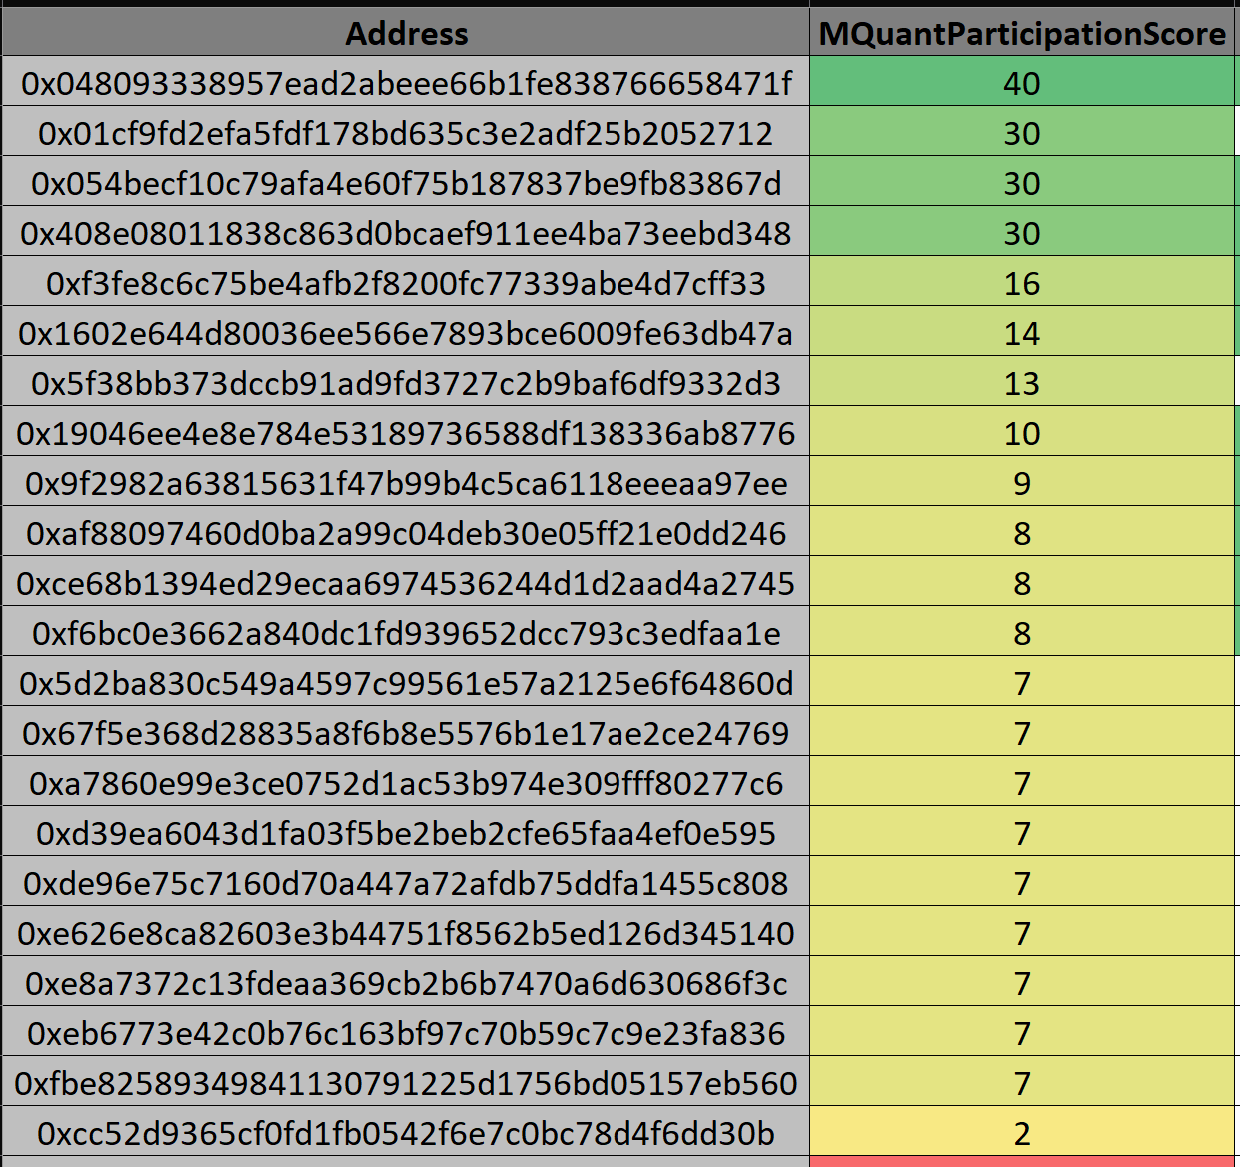 Address MQuantParticipationScore
0x048093338957ead2abeee66b1fe838766658471f 40
0x01cf9fd2efa5fdf178bd635c3e2adf25b2052712 30
0x054becf10c79afa4e60f75b187837be9fb83867d 30
0x408e08011838c863d0bcaef911ee4ba73eebd348 30
0xf3fe8c6c75be4afb2f8200fc77339abe4d7cff33 16
0x1602e644d80036ee566e7893bce6009fe63db47a 14
0x5f38bb373dccb91ad9fd3727c2b9baf6df9332d3 13
0x19046ee4e8e784e53189736588df138336ab8776 10
0x9f2982a63815631f47b99b4c5ca6118eeeaa97ee 9
0xaf88097460d0ba2a99c04deb30e05ff21e0dd246 8
0xce68b1394ed29ecaa6974536244d1d2aad4a2745 8
0xf6bc0e3662a840dc1fd939652dcc793c3edfaa1e 8
0x5d2ba830c549a4597c99561e57a2125e6f64860d 7
0x67f5e368d28835a8f6b8e5576b1e17ae2ce24769 7
0xa7860e99e3ce0752d1ac53b974e309fff80277c6 7
0xd39ea6043d1fa03f5be2beb2cfe65faa4ef0e595 7
0xde96e75c7160d70a447a72afdb75ddfa1455c808 7
0xe626e8ca82603e3b44751f8562b5ed126d345140 7
0xe8a7372c13fdeaa369cb2b6b7470a6d630686f3c 7
0xeb6773e42c0b76c163bf97c70b59c7c9e23fa836 7
0xfbe82589349841130791225d1756bd05157eb560 7
0xcc52d9365cf0fd1fb0542f6e7c0bc78d4f6dd30b 2